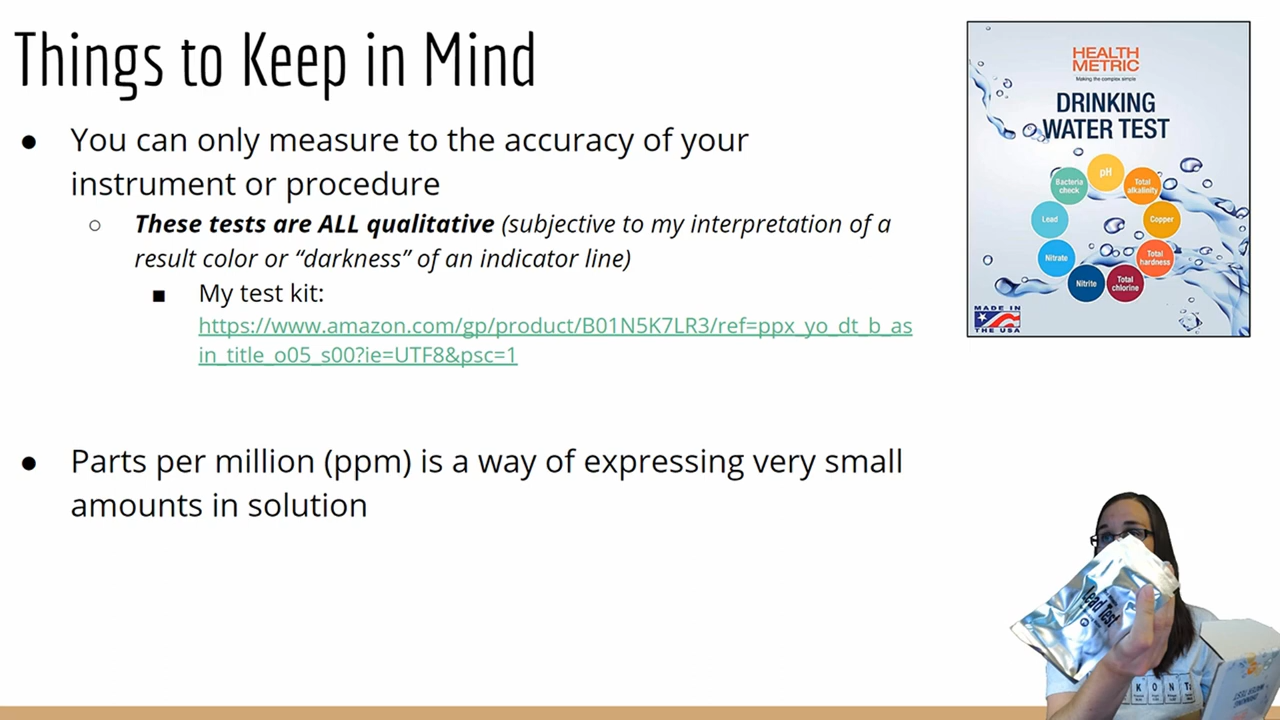 Things to Keep in Mind
● You can only measure to the accuracy of your
instrument or procedure
○ These tests are ALL qualitative (subjective to my interpretation of a
result color or “darkness” of an indicator line)
■ My test kit:
https://www.amazon.com/gp/product/B01N5K7LR3/ref=ppx_yo_dt_b_as
in_title_o05_s00?ie=UTF8&psc=1
● Parts per million (ppm) is a way of expressing very small
amounts in solution
HEALTH
METRIC
Making the complex simple
DRINKING
WATER TEST
pH
Bacteria
check
Total
alkalinity
Lead
Copper
Nitrate
Total
hardness
Nitrite
Total
chlorine
MADE IN
THE USA
Lead Test
K O N